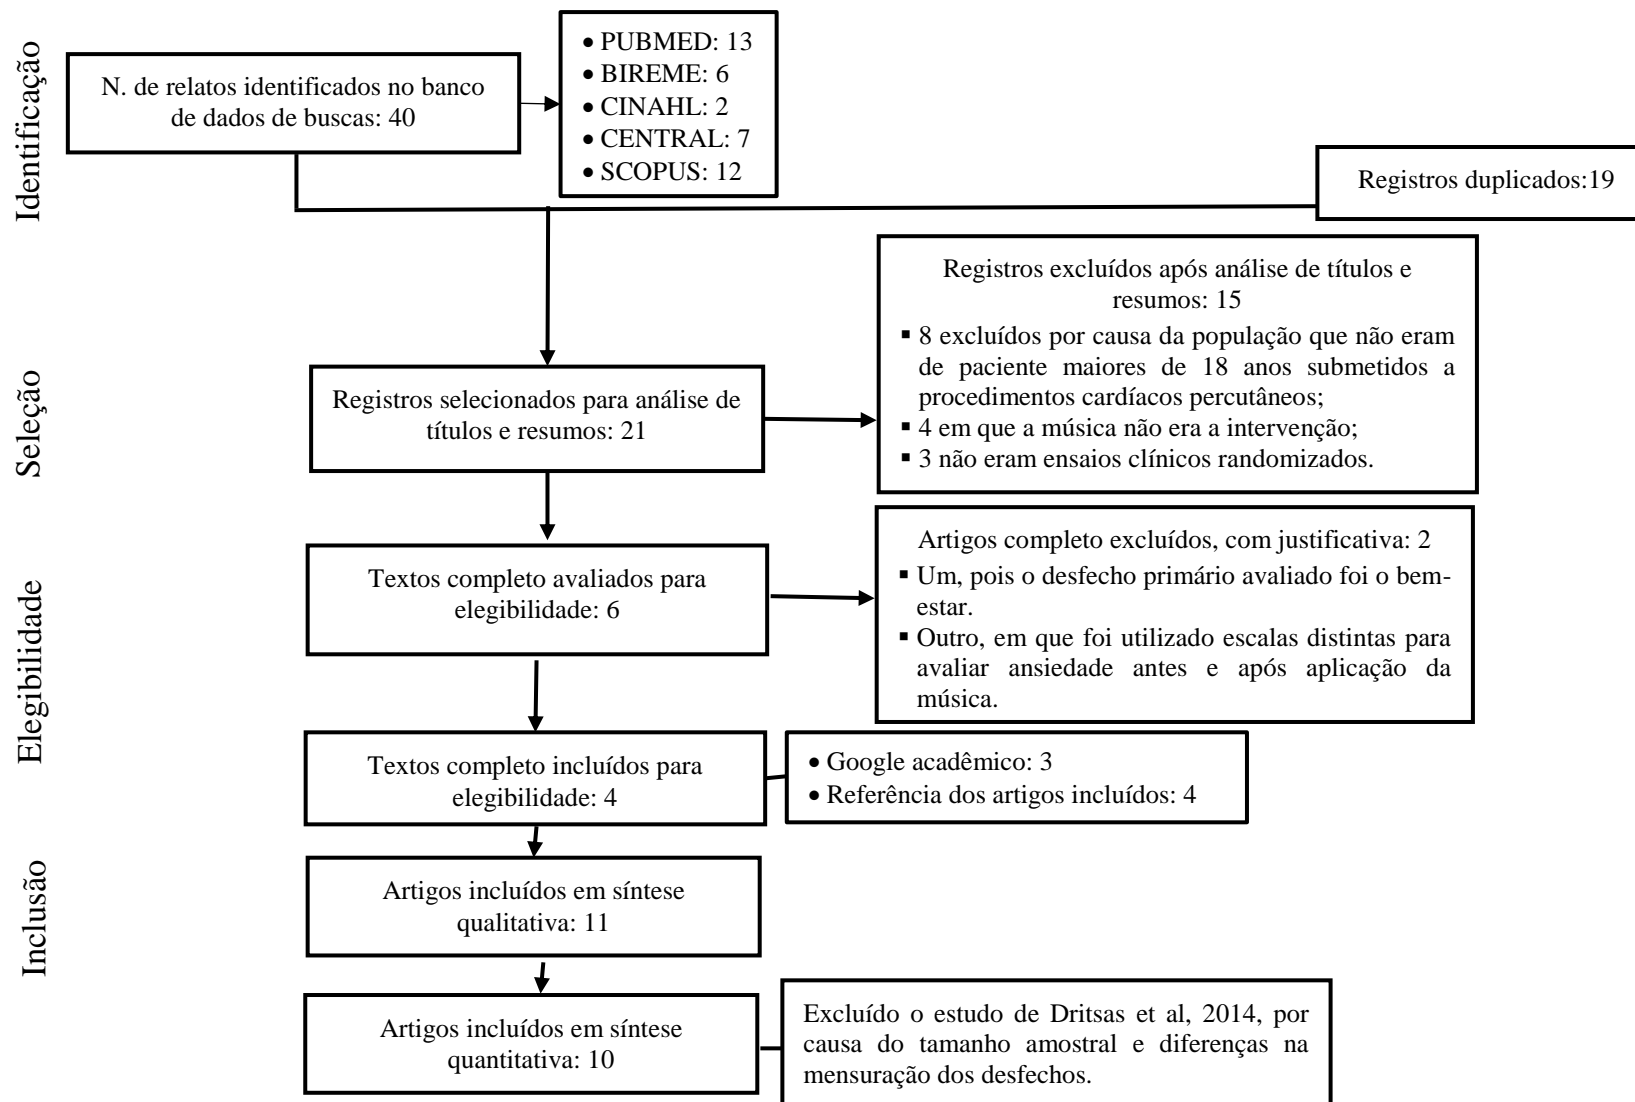 Identificação
N. de relatos identificados no banco
de dados de buscas: 40
• PUBMED: 13
• BIREME: 6
• CINAHL: 2
• CENTRAL: 7
• SCOPUS: 12
Registros duplicados:19
Seleção
Registros selecionados para análise de
títulos e resumos: 21
Registros excluídos após análise de títulos e
resumos: 15
▪ 8 excluídos por causa da população que não eram
de paciente maiores de 18 anos submetidos a
procedimentos cardíacos percutâneos;
▪ 4 em que a música não era a intervenção;
▪ 3 não eram ensaios clínicos randomizados.
Elegibilidade
Textos completo avaliados para
elegibilidade: 6
Artigos completo excluídos, com justificativa: 2
▪ Um, pois o desfecho primário avaliado foi o bem-
estar.
▪ Outro, em que foi utilizado escalas distintas para
avaliar ansiedade antes e após aplicação da
música.
Textos completo incluídos para
elegibilidade: 4
• Google acadêmico: 3
• Referência dos artigos incluídos: 4
Inclusão
Artigos incluídos em síntese
qualitativa: 11
Artigos incluídos em síntese
quantitativa: 10
Excluído o estudo de Dritsas et al, 2014, por
causa do tamanho amostral e diferenças na
mensuração dos desfechos.